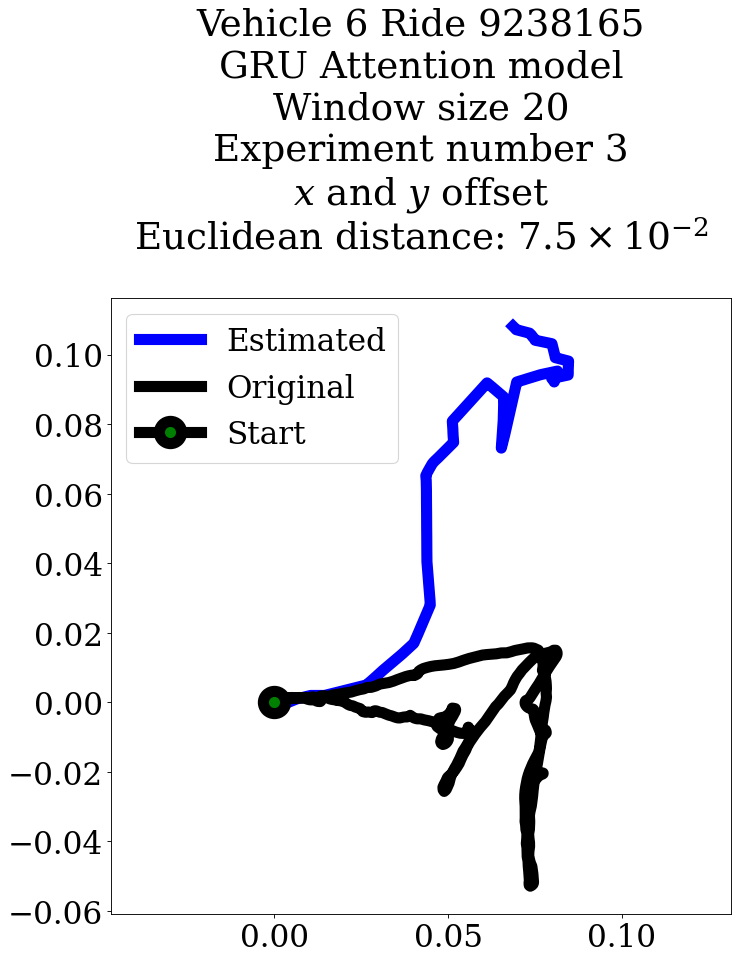 Vehicle 6 Ride 9238165
GRU Attention model
Window size 20
Experiment number 3
x and y offset
Euclidean distance: 7.5 × 10⁻²
Estimated
Original
Start
0.10
0.08
0.06
0.04
0.02
0.00
−0.02
−0.04
−0.06
0.00 0.05 0.10